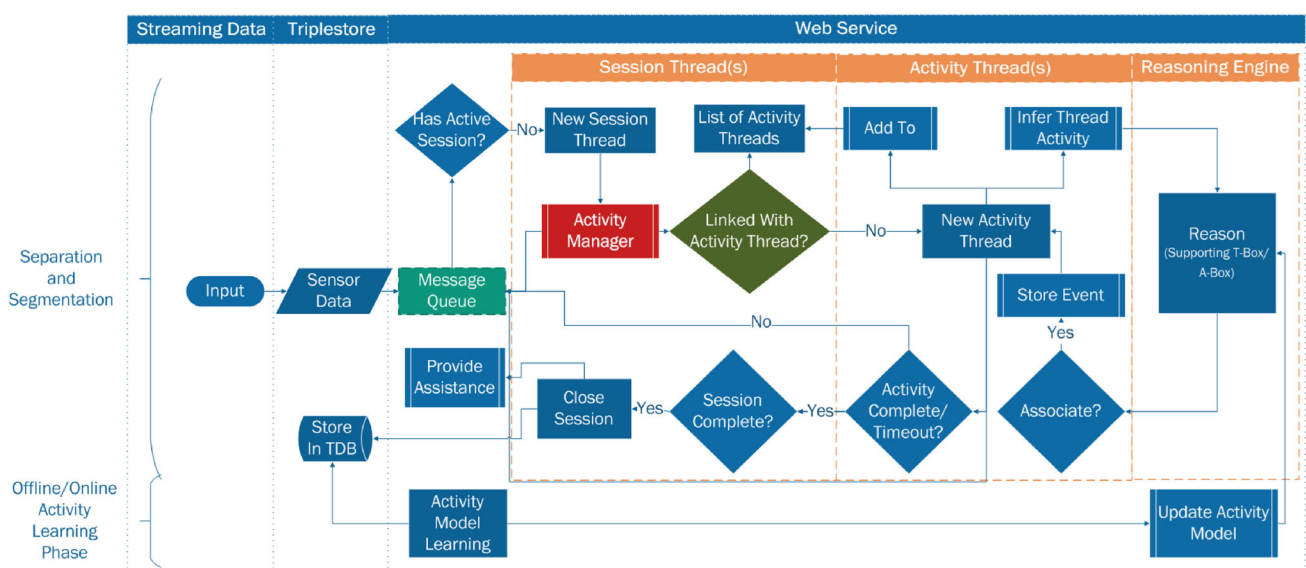 Streaming Data
Triplestore
Web Service
Session Thread(s)
Activity Thread(s)
Reasoning Engine
Has Active
Session?
No
New Session
Thread
List of Activity
Threads
Add To
Infer Thread
Activity
Separation
and
Segmentation
Input
Sensor
Data
Message
Queue
Activity
Manager
Linked With
Activity Thread?
No
New Activity
Thread
Reason
(Supporting T-Box/
A-Box)
Store Event
No
Yes
Provide
Assistance
Close
Session
Yes
Session
Complete?
Yes
Activity
Complete/
Timeout?
Associate?
Store
In TDB
Offline/Online
Activity
Learning
Phase
Activity
Model
Learning
Update Activity
Model